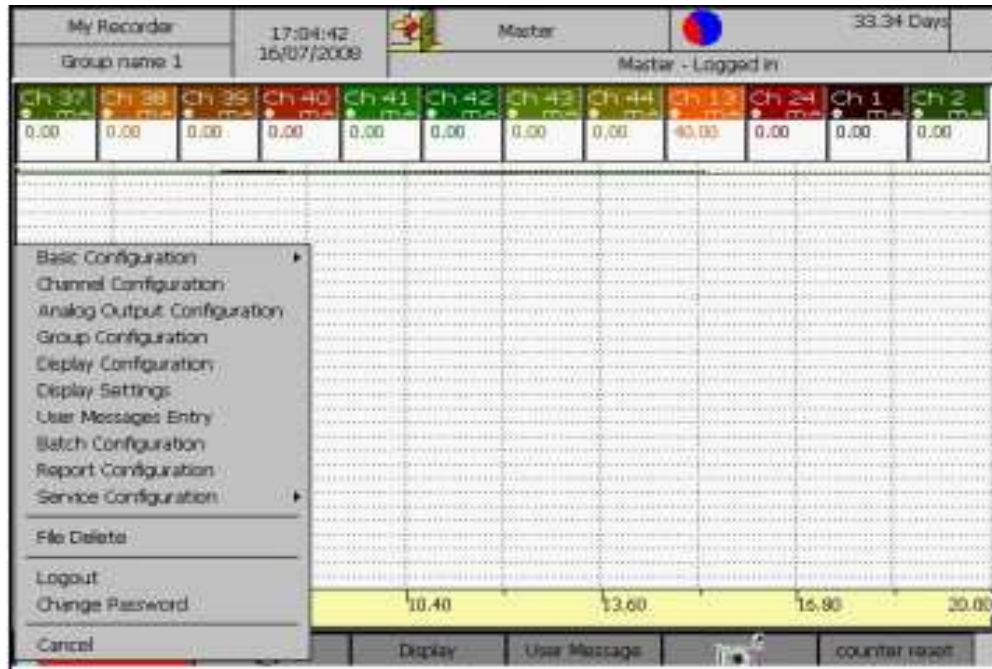 My Recorder
17:04:42
16/07/2008
Master
33.34 Days
Group name 1
Master - Logged in
Ch 37 Ch 38 Ch 39 Ch 40 Ch 41 Ch 42 Ch 43 Ch 44 Ch 13 Ch 24 Ch 1 Ch 2
0.00 0.00 0.00 0.00 0.00 0.00 0.00 0.00 40.00 0.00 0.00 0.00
Basic Configuration
Channel Configuration
Analog Output Configuration
Group Configuration
Display Configuration
Display Settings
User Messages Entry
Batch Configuration
Report Configuration
Service Configuration
File Delete
Logout
Change Password
Cancel
10.40 13.60 16.80 20.00
Display User Message counter reset